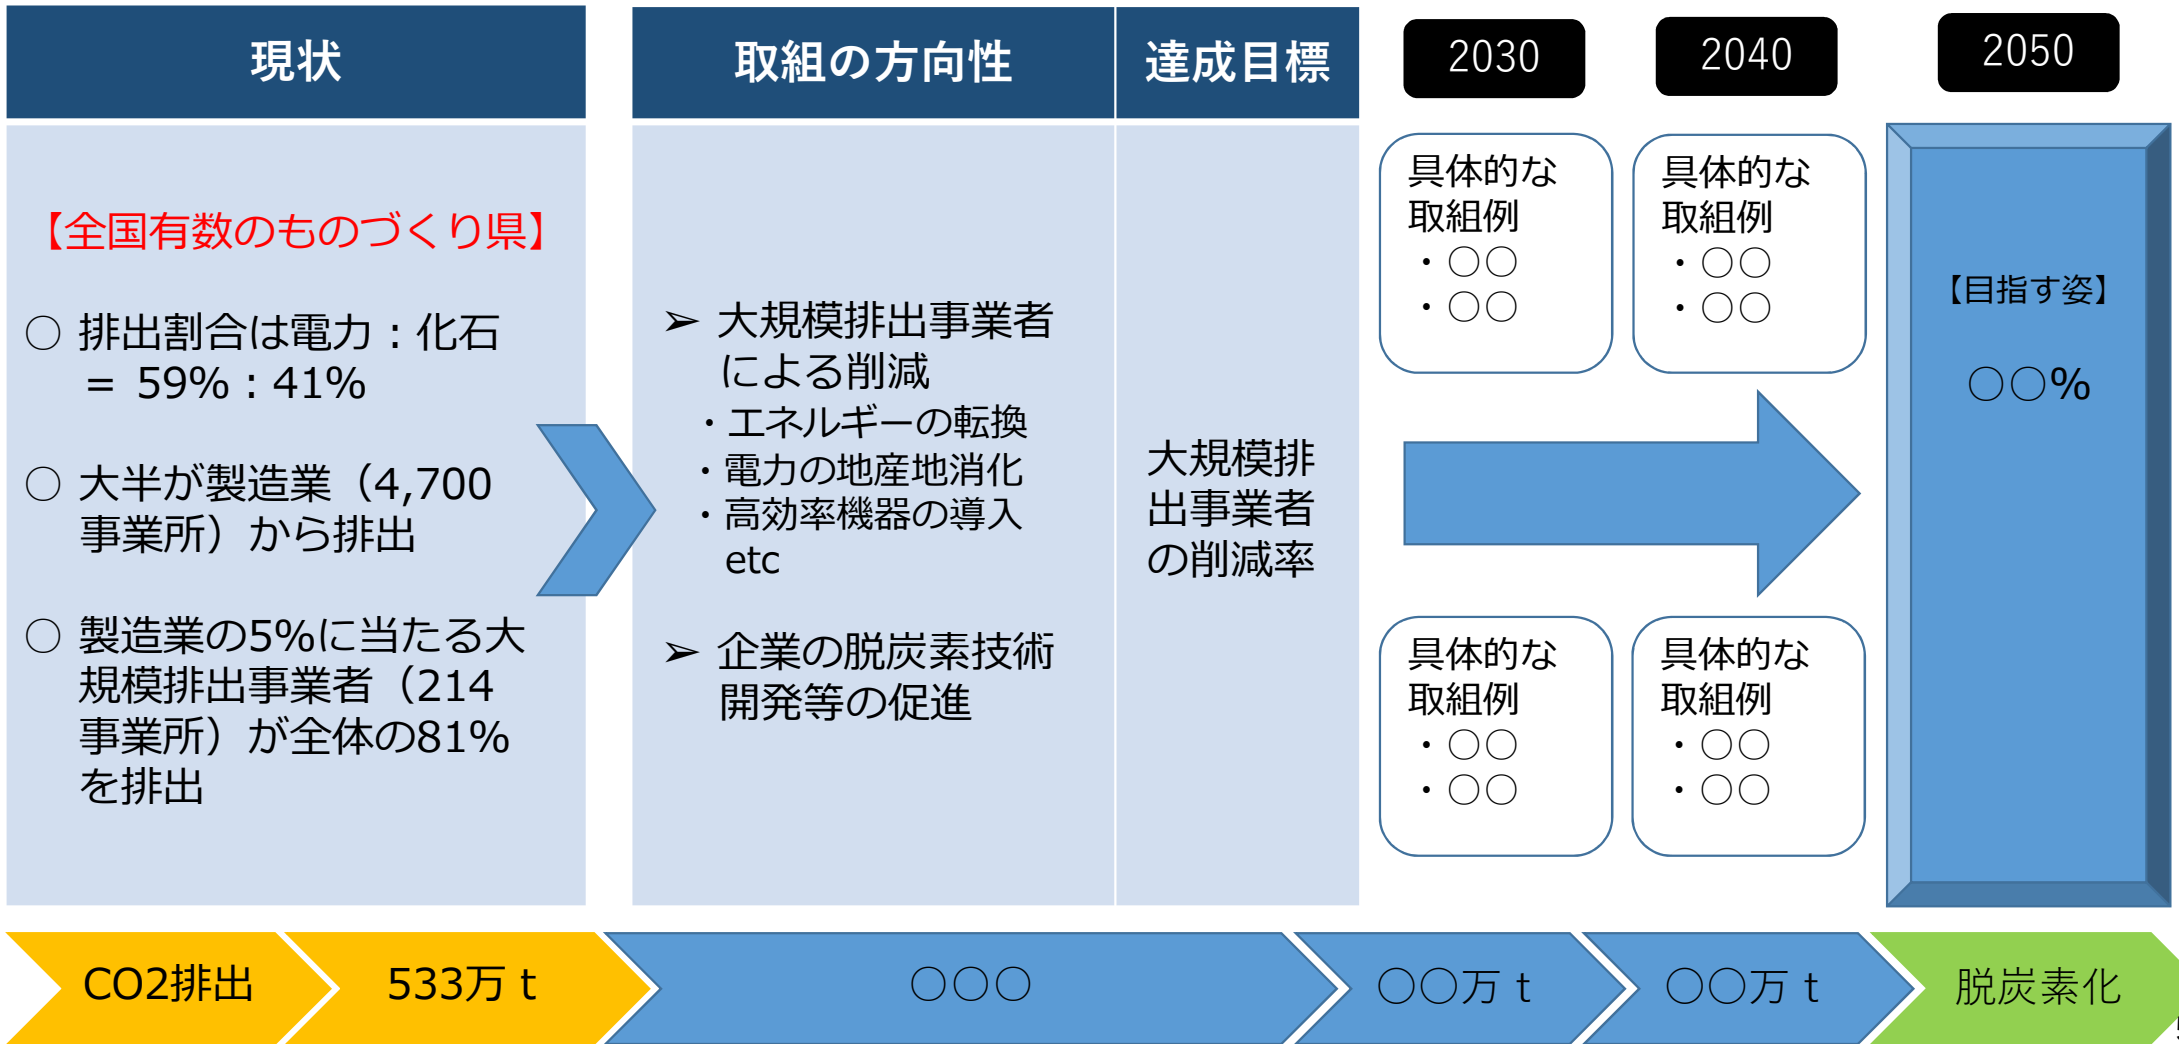 現状
【全国有数のものづくり県】
○ 排出割合は電力：化石
＝ 59%：41%
○ 大半が製造業（4,700
事業所）から排出
○ 製造業の5%に当たる大
規模排出事業者（214
事業所）が全体の81%
を排出
取組の方向性
➢ 大規模排出事業者
による削減
・エネルギーの転換
・電力の地産地消化
・高効率機器の導入
etc
➢ 企業の脱炭素技術
開発等の促進
達成目標
大規模排
出事業者
の削減率
2030
具体的な
取組例
・○○
・○○
具体的な
取組例
・○○
・○○
2040
具体的な
取組例
・○○
・○○
具体的な
取組例
・○○
・○○
2050
【目指す姿】
○○%
CO2排出
533万 t
○○○
○○万 t
○○万 t
脱炭素化